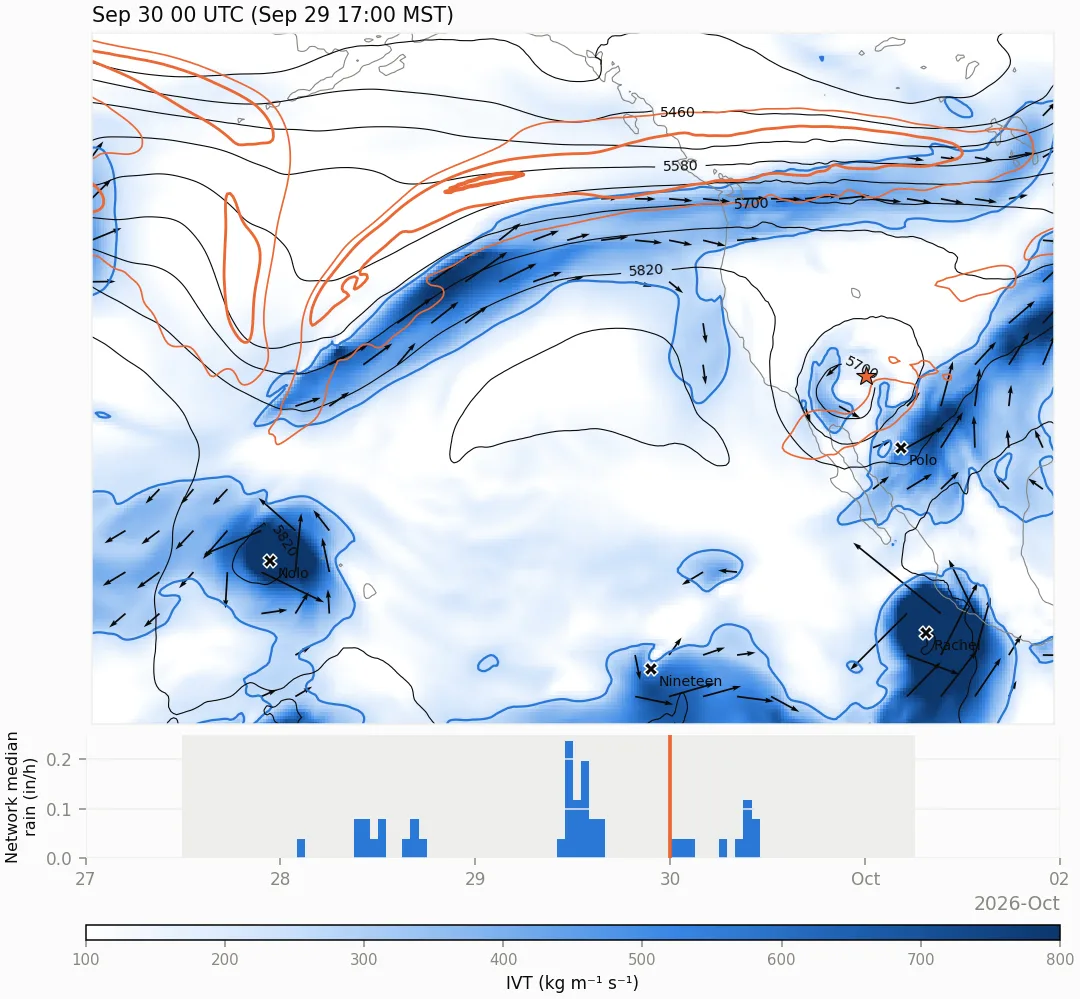 Sep 30 00 UTC (Sep 29 17:00 MST)
5460
5580
5700
5820
5700
Polo
5820
Nolo
Rachel
Nineteen
Network median
rain (in/h)
0.2
0.1
0.0
27
28
29
30
Oct
02
2026-Oct
100
200
300
400
500
600
700
800
IVT (kg m⁻¹ s⁻¹)